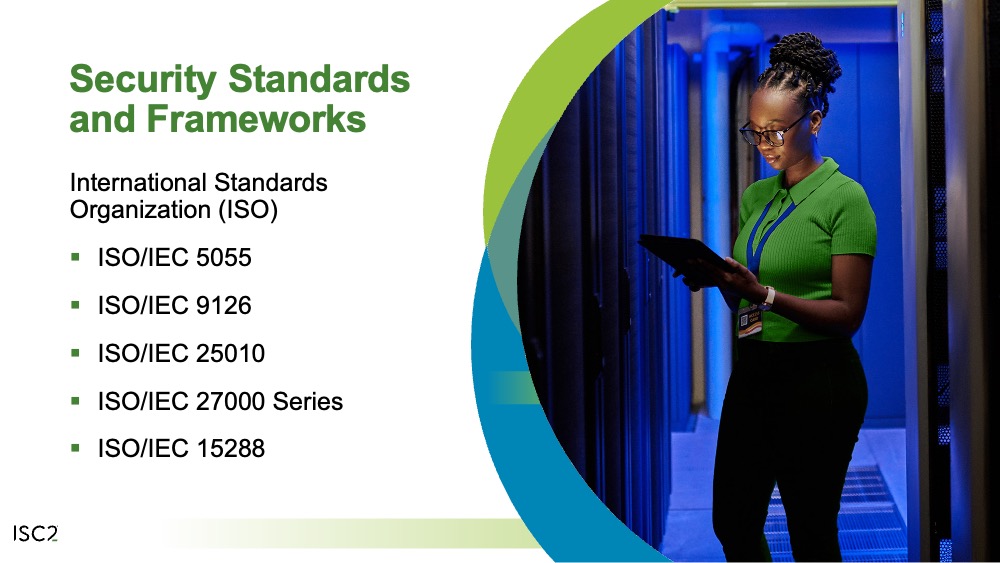 Security Standards
and Frameworks
International Standards
Organization (ISO)
▪ ISO/IEC 5055
▪ ISO/IEC 9126
▪ ISO/IEC 25010
▪ ISO/IEC 27000 Series
▪ ISO/IEC 15288
ISC2